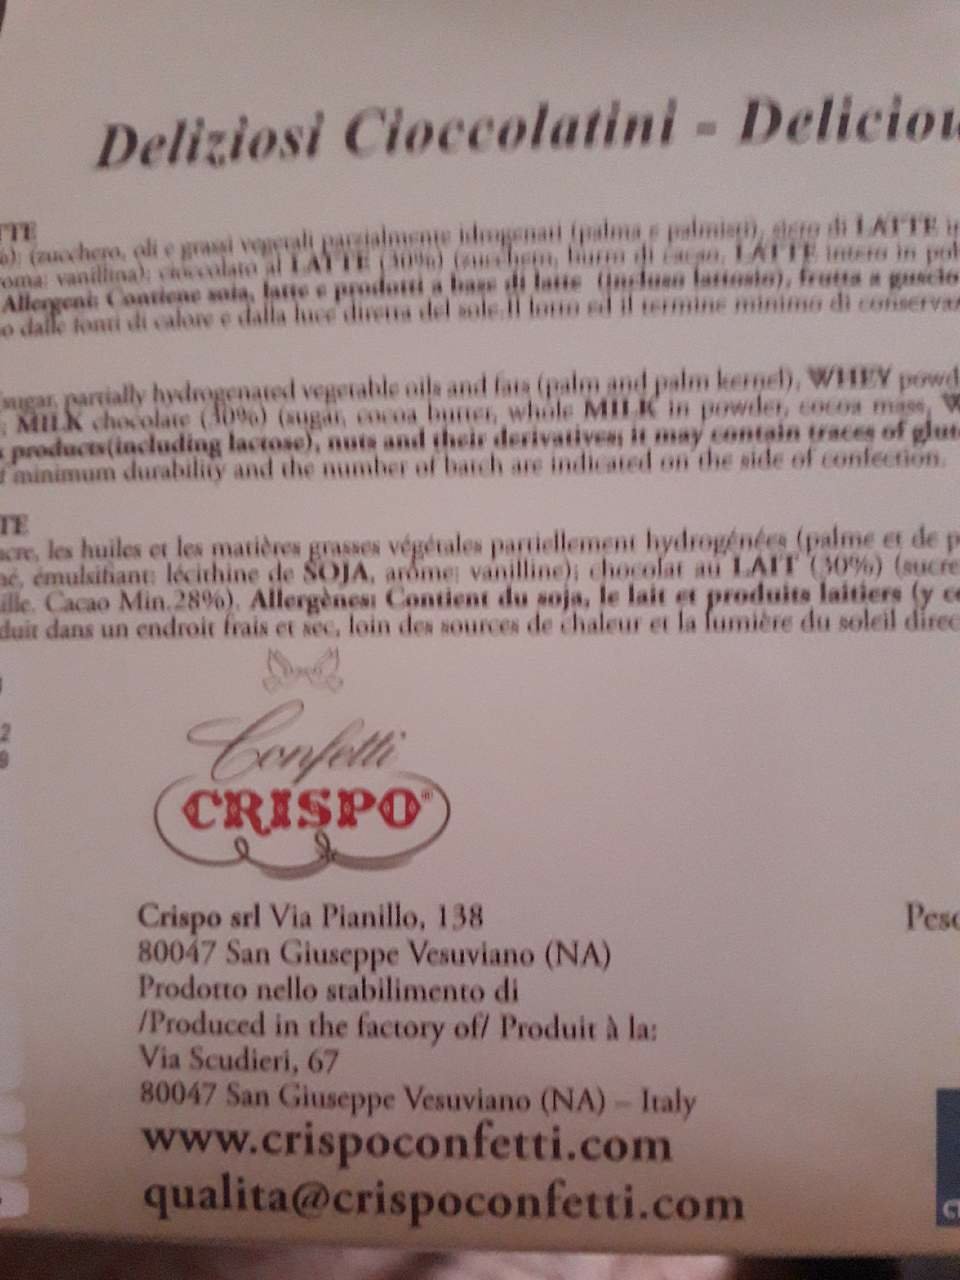 Deliziosi Cioccolatini - Deliciou
TTE
(zucchero, oli e grassi vegetali parzialmente idrogenati (palma e palmisti), siero di LATTE in
oma: vanillina); cioccolato al LATTE (30%) (zucchero, burro di cacao, LATTE intero in pol
Allergeni: Contiene soia, latte e prodotti a base di latte (incluso lattosio), frutta a guscio
o dalle fonti di calore e dalla luce diretta del sole.Il lotto ed il termine minimo di conserva
sugar, partially hydrogenated vegetable oils and fats (palm and palm kernel), WHEY powd
MILK chocolate (30%) (sugar, cocoa butter, whole MILK in powder, cocoa mass, W
products(including lactose), nuts and their derivatives; it may contain traces of glut
f minimum durability and the number of batch are indicated on the side of confection.
TE
ucre, les huiles et les matières grasses végétales partiellement hydrogénées (palme et de p
né, émulsifiant: lécithine de SOJA, arôme: vanilline); chocolat au LAIT (30%) (sucre
ille. Cacao Min.28%). Allergènes: Contient du soja, le lait et produits laitiers (y co
duit dans un endroit frais et sec, loin des sources de chaleur et la lumière du soleil direc
2
Confetti
CRISPO®
Crispo srl Via Pianillo, 138
Peso
80047 San Giuseppe Vesuviano (NA)
Prodotto nello stabilimento di
/Produced in the factory of/ Produit à la:
Via Scudieri, 67
80047 San Giuseppe Vesuviano (NA) – Italy
www.crispoconfetti.com
qualita@crispoconfetti.com